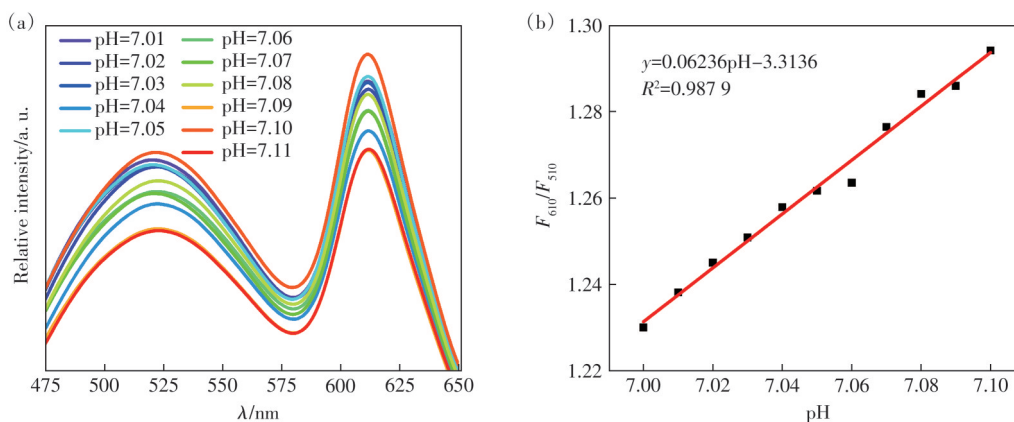 (a)
pH=7.01
pH=7.02
pH=7.03
pH=7.04
pH=7.05
pH=7.06
pH=7.07
pH=7.08
pH=7.09
pH=7.10
pH=7.11
Relative intensity/a. u.
475 500 525 550 575 600 625 650
λ/nm
(b)
1.30
1.28
1.26
1.24
1.22
y=0.06236pH−3.3136
R²=0.987 9
F610/F510
7.00 7.02 7.04 7.06 7.08 7.10
pH